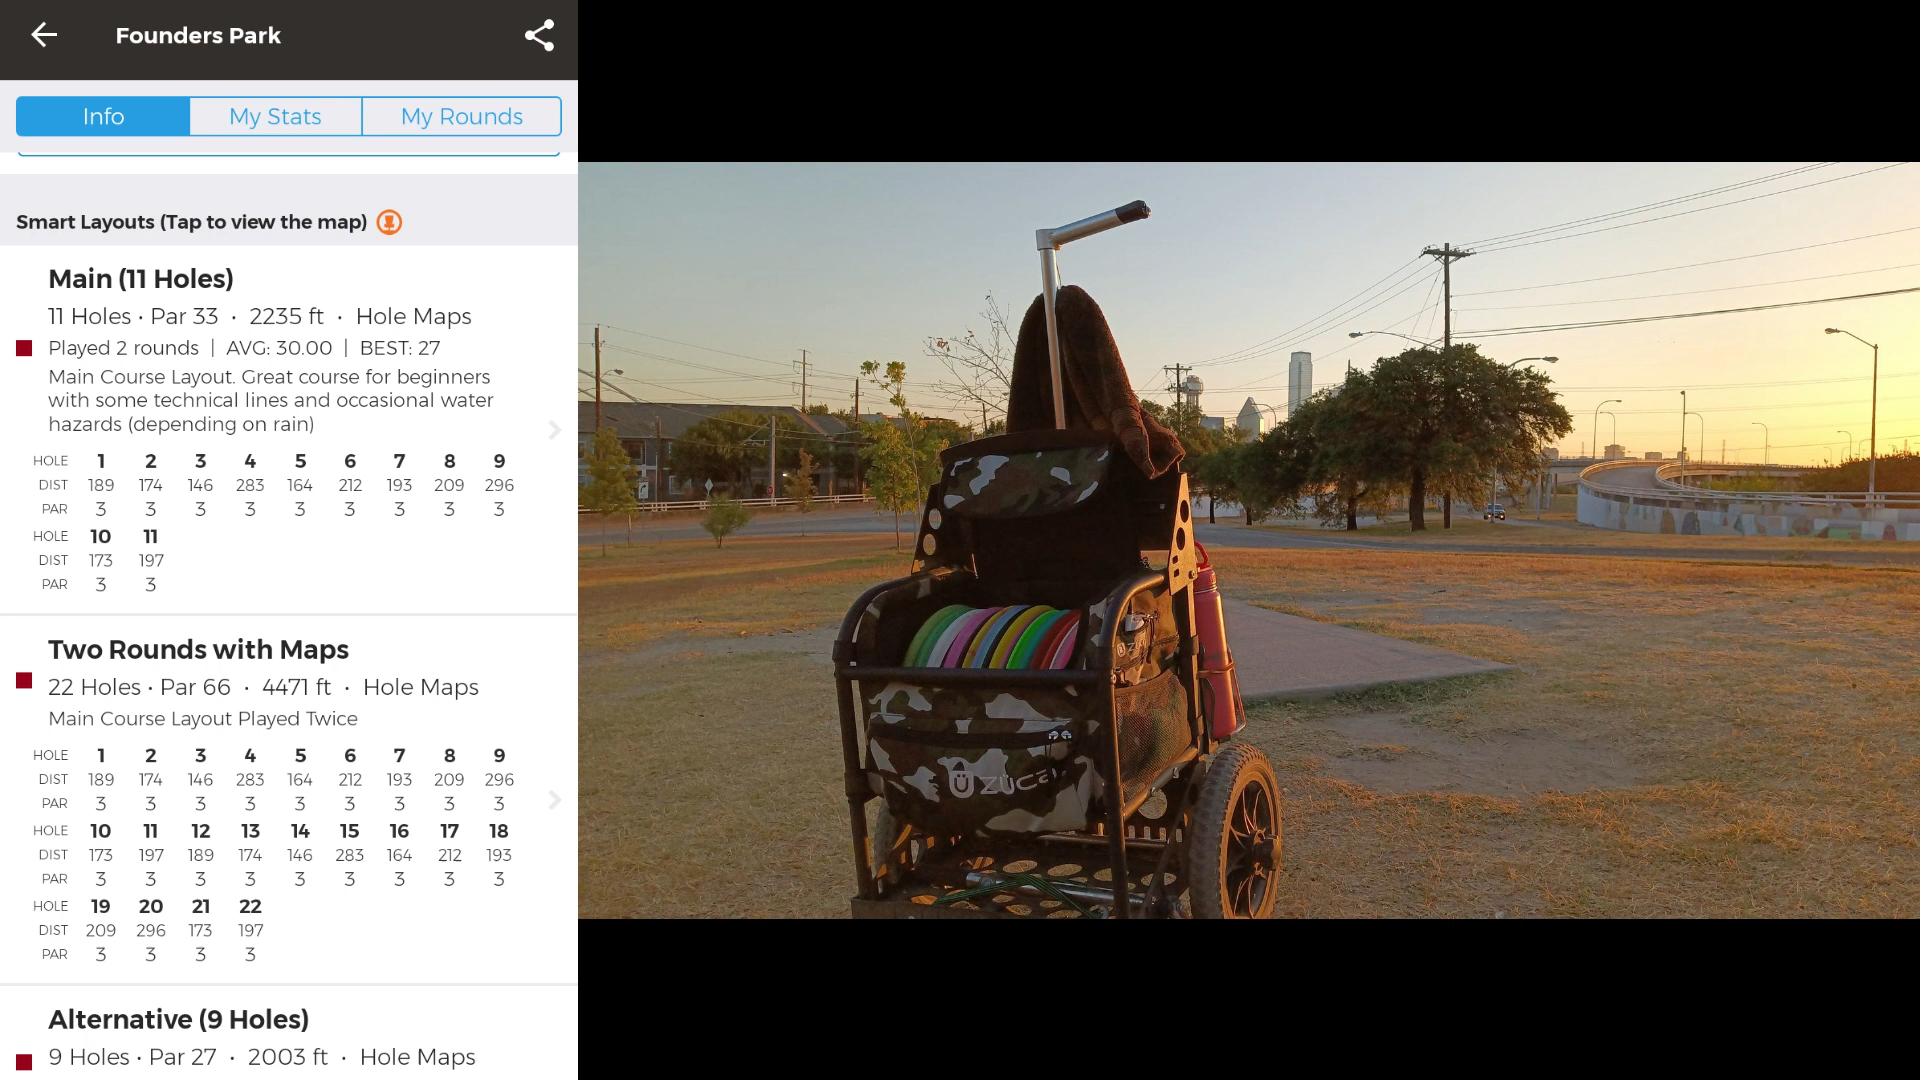 Founders Park
Info My Stats My Rounds
Smart Layouts (Tap to view the map)
Main (11 Holes)
11 Holes • Par 33 • 2235 ft • Hole Maps
Played 2 rounds | AVG: 30.00 | BEST: 27
Main Course Layout. Great course for beginners
with some technical lines and occasional water
hazards (depending on rain)
HOLE 1 2 3 4 5 6 7 8 9
DIST 189 174 146 283 164 212 193 209 296
PAR 3 3 3 3 3 3 3 3 3
HOLE 10 11
DIST 173 197
PAR 3 3
Two Rounds with Maps
22 Holes • Par 66 • 4471 ft • Hole Maps
Main Course Layout Played Twice
HOLE 1 2 3 4 5 6 7 8 9
DIST 189 174 146 283 164 212 193 209 296
PAR 3 3 3 3 3 3 3 3 3
HOLE 10 11 12 13 14 15 16 17 18
DIST 173 197 189 174 146 283 164 212 193
PAR 3 3 3 3 3 3 3 3 3
HOLE 19 20 21 22
DIST 209 296 173 197
PAR 3 3 3 3
Alternative (9 Holes)
9 Holes • Par 27 • 2003 ft • Hole Maps
ZÜCA